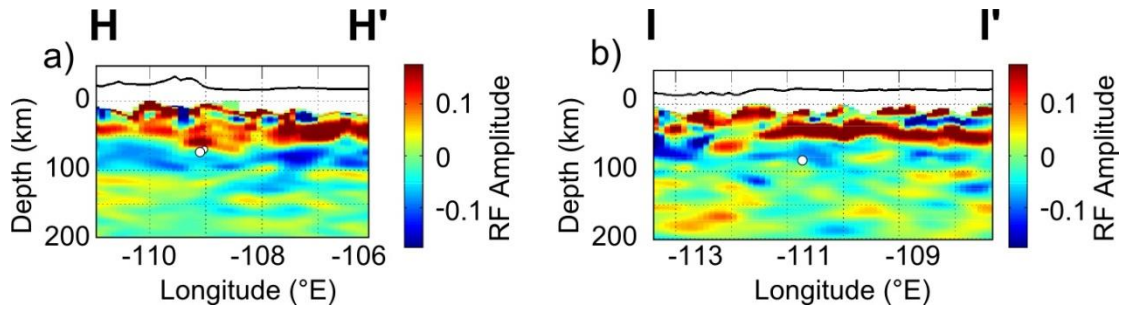 H H'
a)
Depth (km)
0
100
200
-110 -108 -106
Longitude (°E)
0.1
0
-0.1
RF Amplitude
I I'
b)
Depth (km)
0
100
200
-113 -111 -109
Longitude (°E)
0.1
0
-0.1
RF Amplitude